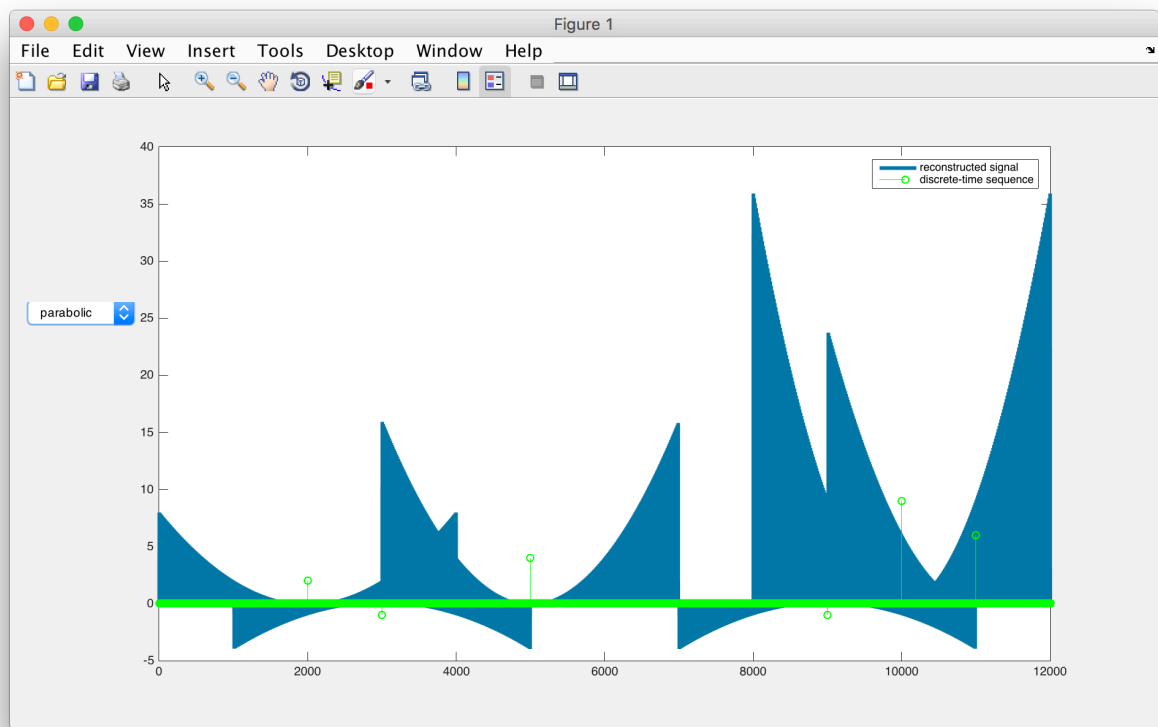 Figure 1
File Edit View Insert Tools Desktop Window Help
40
35
30
25
20
15
10
5
0
-5
0 2000 4000 6000 8000 10000 12000
reconstructed signal
discrete-time sequence
parabolic